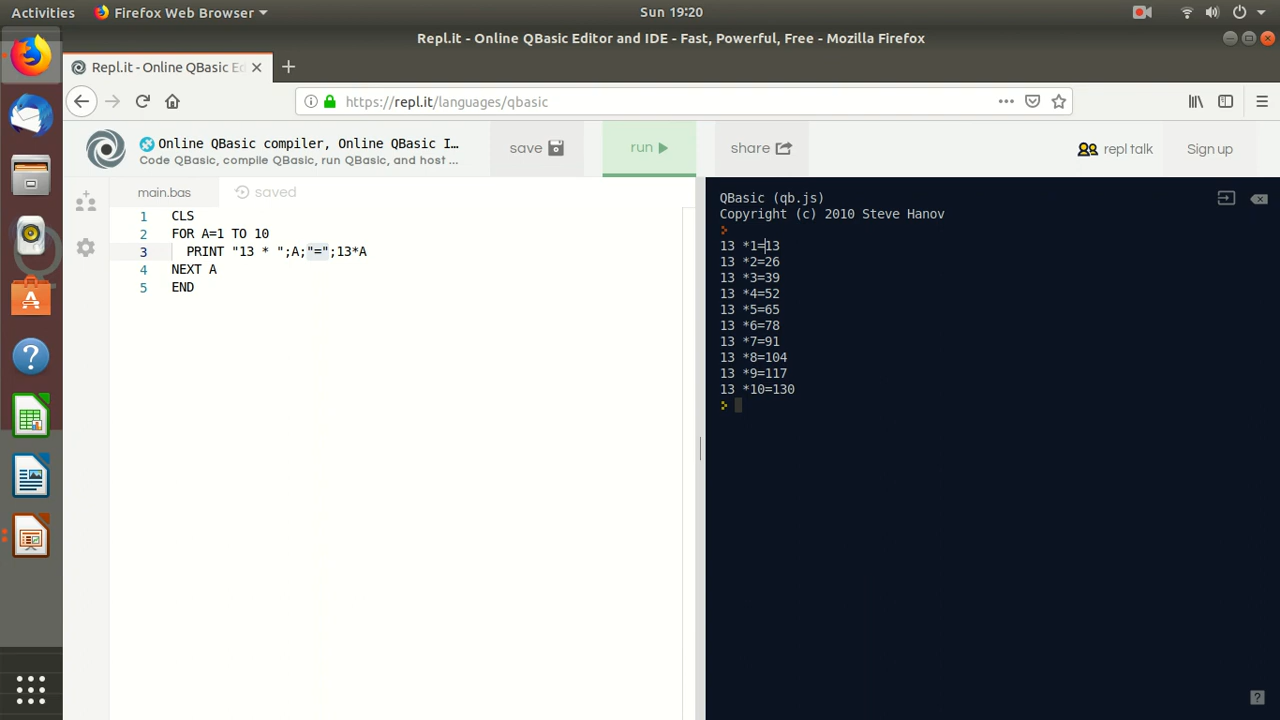 Activities Firefox Web Browser Sun 19:20
Repl.it - Online QBasic Editor and IDE - Fast, Powerful, Free - Mozilla Firefox
Repl.it - Online QBasic Ed
https://repl.it/languages/qbasic
Online QBasic compiler, Online QBasic I...
Code QBasic, compile QBasic, run QBasic, and host ...
save run share repl talk Sign up
main.bas saved
1 CLS
2 FOR A=1 TO 10
3 PRINT "13 * ";A;"=";13*A
4 NEXT A
5 END
QBasic (qb.js)
Copyright (c) 2010 Steve Hanov
13 *1=13
13 *2=26
13 *3=39
13 *4=52
13 *5=65
13 *6=78
13 *7=91
13 *8=104
13 *9=117
13 *10=130